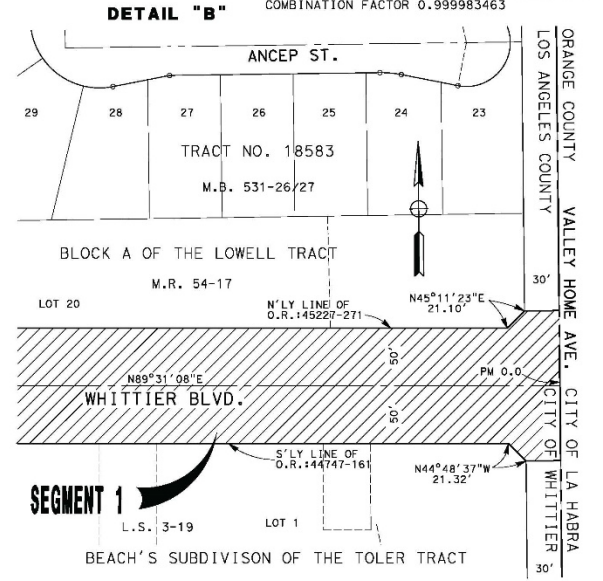 DETAIL "B"
COMBINATION FACTOR 0.999983463
ANCEP ST.
29
28
27
26
25
24
23
TRACT NO. 18583
M.B. 531-26/27
BLOCK A OF THE LOWELL TRACT
M.R. 54-17
LOT 20
N'LY LINE OF
O.R.:45227-271
N45°11'23"E
21.10'
30'
LOS ANGELES COUNTY
ORANGE COUNTY
VALLEY HOME AVE.
N89°31'08"E
WHITTIER BLVD.
50'
50'
PM 0.0
CITY OF WHITTIER
CITY OF LA HABRA
S'LY LINE OF
O.R.:44747-161
N44°48'37"W
21.32'
SEGMENT 1
L.S. 3-19
LOT 1
BEACH'S SUBDIVISON OF THE TOLER TRACT
30'